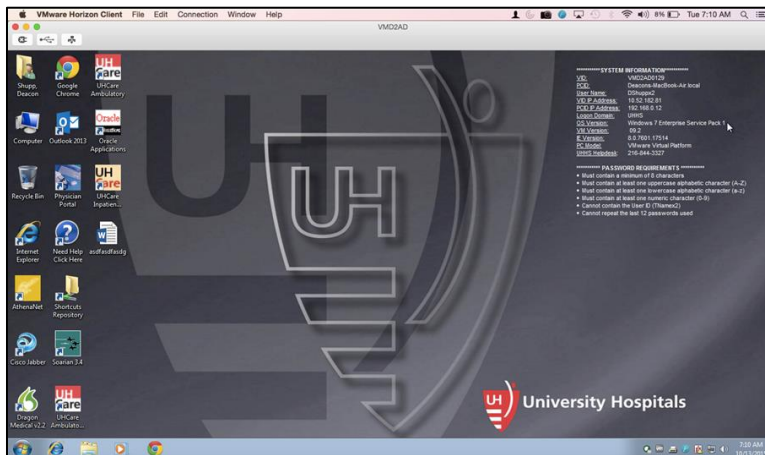 VMware Horizon Client File Edit Connection Window Help
8% Tue 7:10 AM
VMD2AD
Shupp, Deacon
Google Chrome
UHCare Ambulatory
Computer
Outlook 2013
Oracle Applications
Recycle Bin
Physician Portal
UHCare Inpatien...
Internet Explorer
Need Help Click Here
asdfasdfasdg
AthenaNet
Shortcuts Repository
Cisco Jabber
Soarian 3.4
Dragon Medical v2.2
UHCare Ambulato...
UH
***********SYSTEM INFORMATION***********
VID: VMD2AD0129
PCID: Deacons-MacBook-Air.local
User Name: DShuppx2
VID IP Address: 10.52.182.81
PCID IP Address: 192.168.0.12
Logon Domain: UHHS
OS Version: Windows 7 Enterprise Service Pack 1
VM Version: .09.2
IE Version: 8.0.7601.17514
PC Model: VMware Virtual Platform
UHHS Helpdesk: 216-844-3327
*********** PASSWORD REQUIREMENTS ***********
• Must contain a minimum of 8 characters
• Must contain at least one uppercase alphabetic character (A-Z)
• Must contain at least one lowercase alphabetic character (a-z)
• Must contain at least one numeric character (0-9)
• Cannot contain the User ID (TNamex2)
• Cannot repeat the last 12 passwords used
UH University Hospitals
7:10 AM